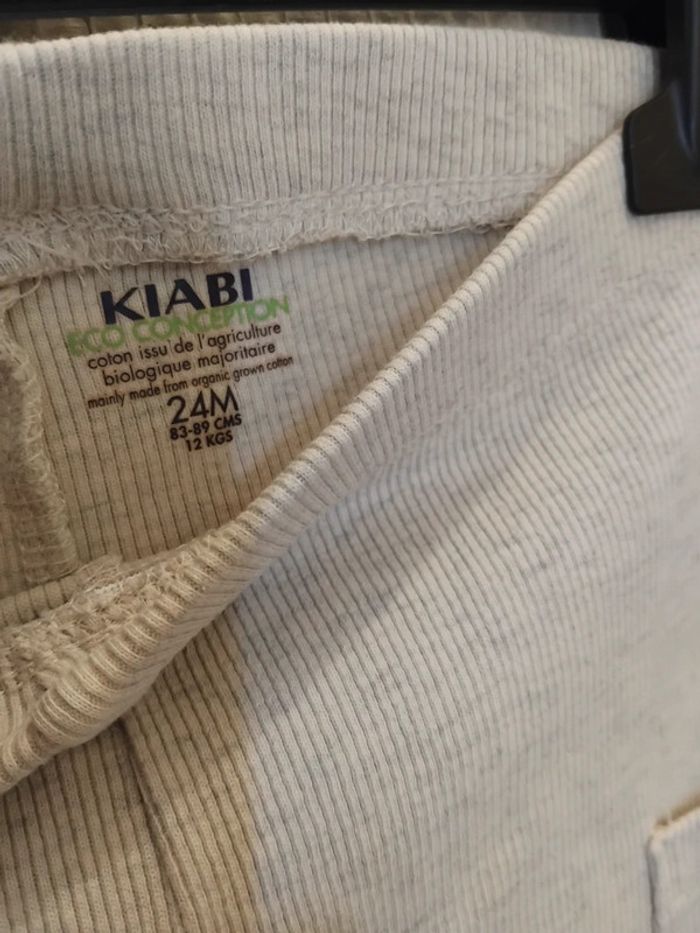 KIABI
ECO CONCEPTION
coton issu de l'agriculture
biologique majoritaire
mainly made from organic grown cotton
24M
83-89 CMS
12 KGS